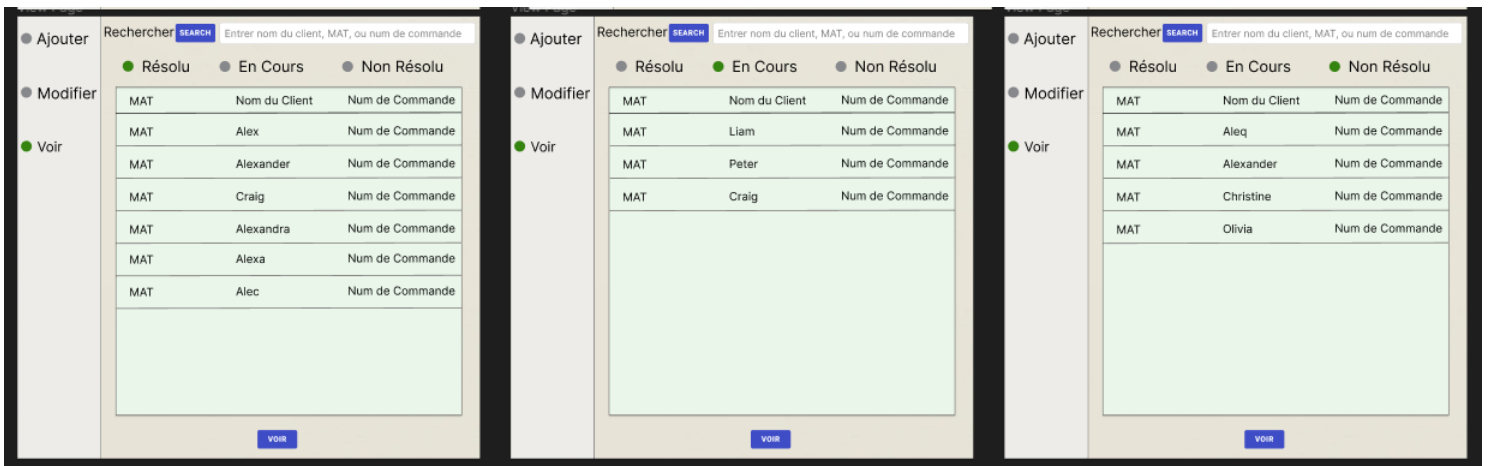 View Page
Ajouter
Modifier
Voir
Rechercher SEARCH Entrer nom du client, MAT, ou num de commande
Résolu En Cours Non Résolu
MAT Nom du Client Num de Commande
MAT Alex Num de Commande
MAT Alexander Num de Commande
MAT Craig Num de Commande
MAT Alexandra Num de Commande
MAT Alexa Num de Commande
MAT Alec Num de Commande
VOIR
View Page
Ajouter
Modifier
Voir
Rechercher SEARCH Entrer nom du client, MAT, ou num de commande
Résolu En Cours Non Résolu
MAT Nom du Client Num de Commande
MAT Liam Num de Commande
MAT Peter Num de Commande
MAT Craig Num de Commande
VOIR
View Page
Ajouter
Modifier
Voir
Rechercher SEARCH Entrer nom du client, MAT, ou num de commande
Résolu En Cours Non Résolu
MAT Nom du Client Num de Commande
MAT Aleq Num de Commande
MAT Alexander Num de Commande
MAT Christine Num de Commande
MAT Olivia Num de Commande
VOIR